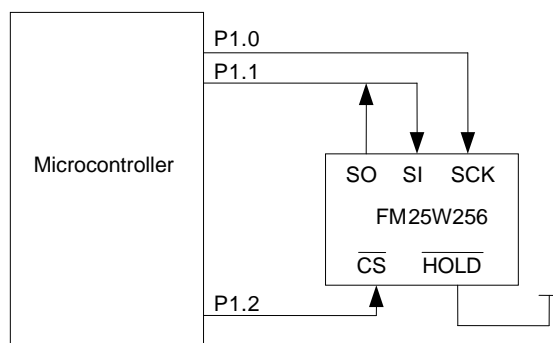 P1.0
P1.1
Microcontroller
SO SI SCK
FM25W256
CS HOLD
P1.2